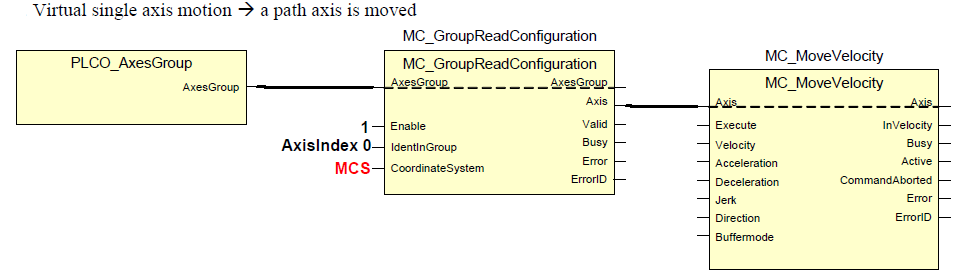 Virtual single axis motion → a path axis is moved
MC_GroupReadConfiguration
PLCO_AxesGroup
AxesGroup
MC_GroupReadConfiguration
AxesGroup AxesGroup
Axis
1 Enable Valid
Busy
AxisIndex 0 IdentInGroup
Error
MCS CoordinateSystem
ErrorID
MC_MoveVelocity
MC_MoveVelocity
Axis Axis
Execute InVelocity
Velocity Busy
Acceleration Active
Deceleration CommandAborted
Jerk Error
Direction ErrorID
Buffermode